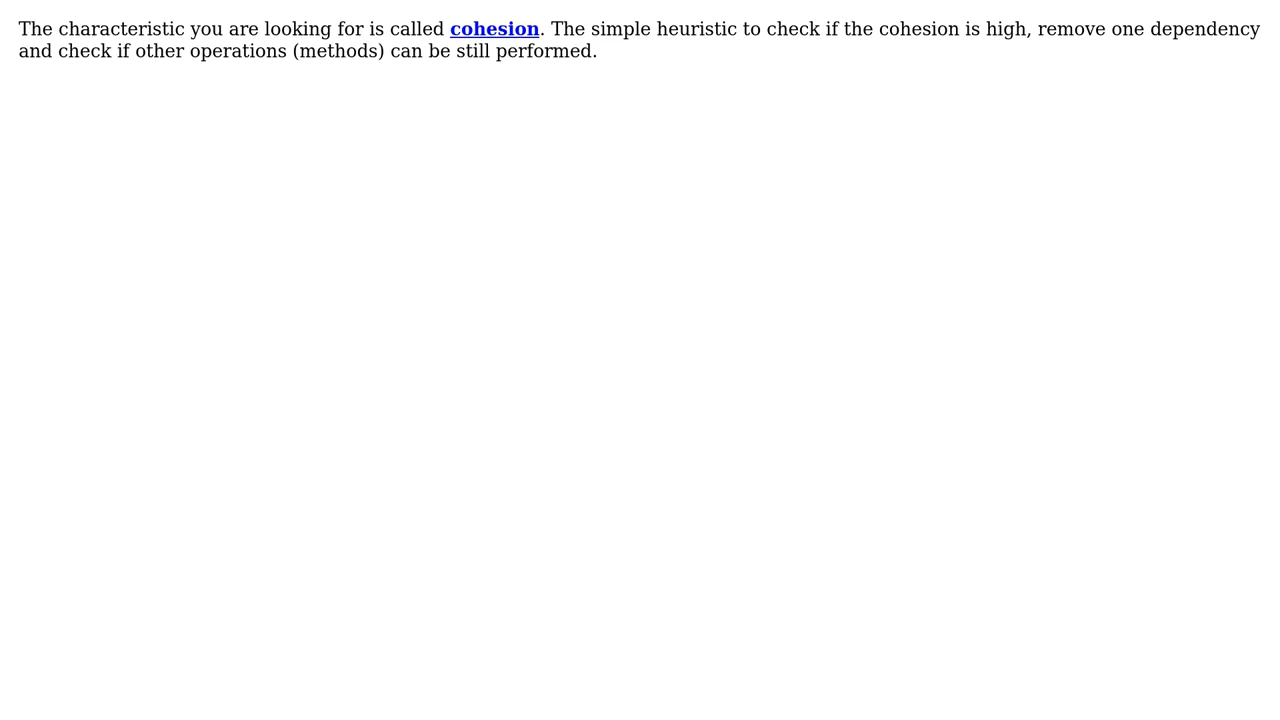 The characteristic you are looking for is called cohesion. The simple heuristic to check if the cohesion is high, remove one dependency
and check if other operations (methods) can be still performed.